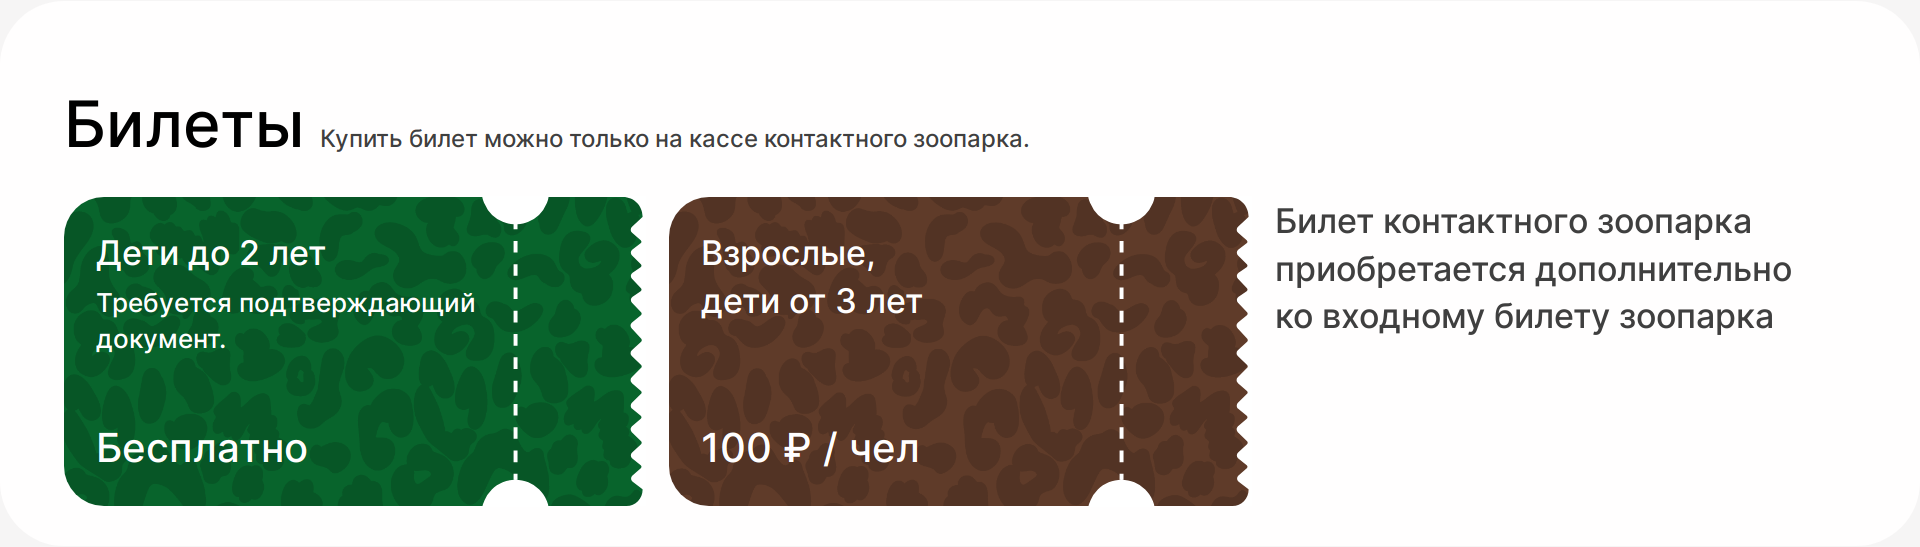 Билеты Купить билет можно только на кассе контактного зоопарка.
Дети до 2 лет
Требуется подтверждающий
документ.
Бесплатно
Взрослые,
дети от 3 лет
100 ₽ / чел
Билет контактного зоопарка
приобретается дополнительно
ко входному билету зоопарка